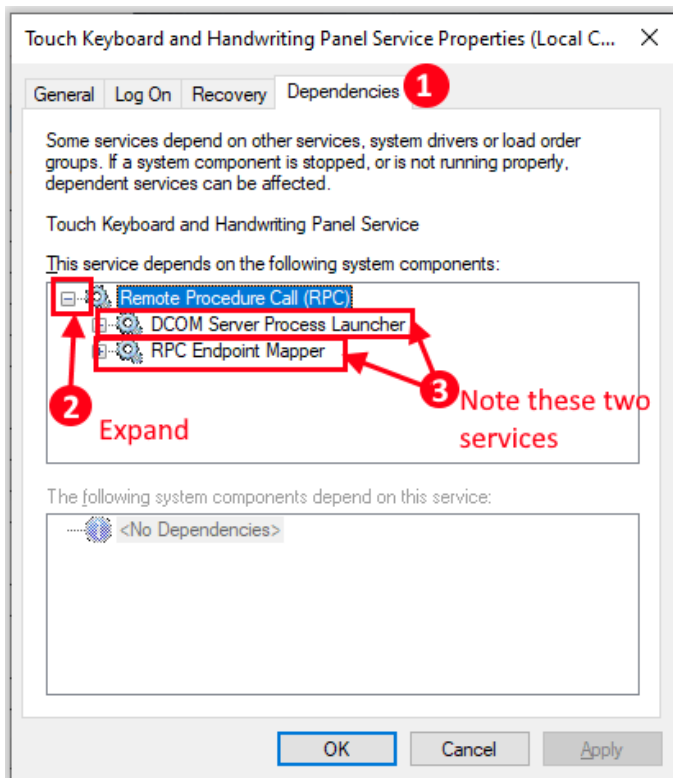 Touch Keyboard and Handwriting Panel Service Properties (Local C...
General Log On Recovery Dependencies 1
Some services depend on other services, system drivers or load order
groups. If a system component is stopped, or is not running properly,
dependent services can be affected.
Touch Keyboard and Handwriting Panel Service
This service depends on the following system components:
Remote Procedure Call (RPC)
DCOM Server Process Launcher
RPC Endpoint Mapper
2
Expand
3
Note these two
services
The following system components depend on this service:
<No Dependencies>
OK Cancel Apply